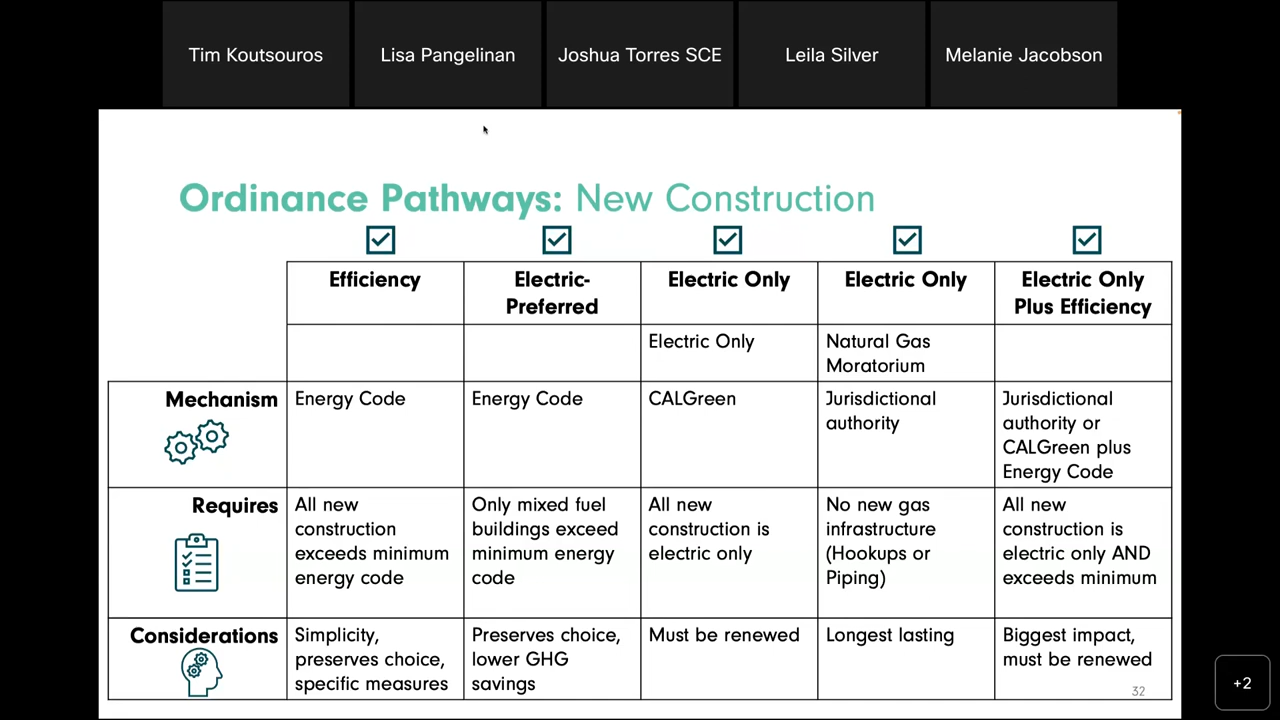 Tim Koutsouros
Lisa Pangelinan
Joshua Torres SCE
Leila Silver
Melanie Jacobson
Ordinance Pathways: New Construction
Efficiency
Electric-
Preferred
Electric Only
Electric Only
Electric Only
Plus Efficiency
Electric Only
Natural Gas
Moratorium
Mechanism
Energy Code
Energy Code
CALGreen
Jurisdictional
authority
Jurisdictional
authority or
CALGreen plus
Energy Code
Requires
All new
construction
exceeds minimum
energy code
Only mixed fuel
buildings exceed
minimum energy
code
All new
construction is
electric only
No new gas
infrastructure
(Hookups or
Piping)
All new
construction is
electric only AND
exceeds minimum
Considerations
Simplicity,
preserves choice,
specific measures
Preserves choice,
lower GHG
savings
Must be renewed
Longest lasting
Biggest impact,
must be renewed
32
+2